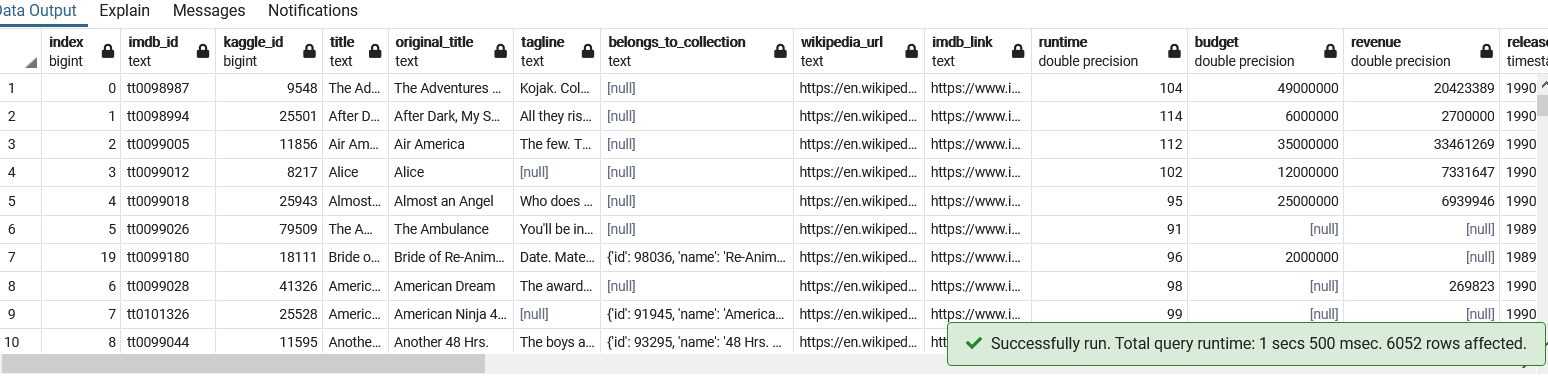 Data Output Explain Messages Notifications
index imdb_id kaggle_id title original_title tagline belongs_to_collection wikipedia_url imdb_link runtime budget revenue releas
bigint text bigint text text text text text text double precision double precision double precision timesta
1 0 tt0098987 9548 The Ad... The Adventures ... Kojak. Col... [null] https://en.wikiped... https://www.i... 104 49000000 20423389 1990
2 1 tt0098994 25501 After D... After Dark, My S... All they ris... [null] https://en.wikiped... https://www.i... 114 6000000 2700000 1990
3 2 tt0099005 11856 Air Am... Air America The few. T... [null] https://en.wikiped... https://www.i... 112 35000000 33461269 1990
4 3 tt0099012 8217 Alice Alice [null] [null] https://en.wikiped... https://www.i... 102 12000000 7331647 1990
5 4 tt0099018 25943 Almost... Almost an Angel Who does ... [null] https://en.wikiped... https://www.i... 95 25000000 6939946 1990
6 5 tt0099026 79509 The A... The Ambulance You'll be in... [null] https://en.wikiped... https://www.i... 91 [null] [null] 1989
7 19 tt0099180 18111 Bride o... Bride of Re-Anim... Date. Mate... {'id': 98036, 'name': 'Re-Anim... https://en.wikiped... https://www.i... 96 2000000 [null] 1989
8 6 tt0099028 41326 Americ... American Dream The award... [null] https://en.wikiped... https://www.i... 98 [null] 269823 1990
9 7 tt0101326 25528 Americ... American Ninja 4... [null] {'id': 91945, 'name': 'America... https://en.wikiped... https://www.i... 99 [null] [null] 1990
10 8 tt0099044 11595 Anothe... Another 48 Hrs. The boys a... {'id': 93295, 'name': '48 Hrs. ... https://en.wikiped...
Successfully run. Total query runtime: 1 secs 500 msec. 6052 rows affected.